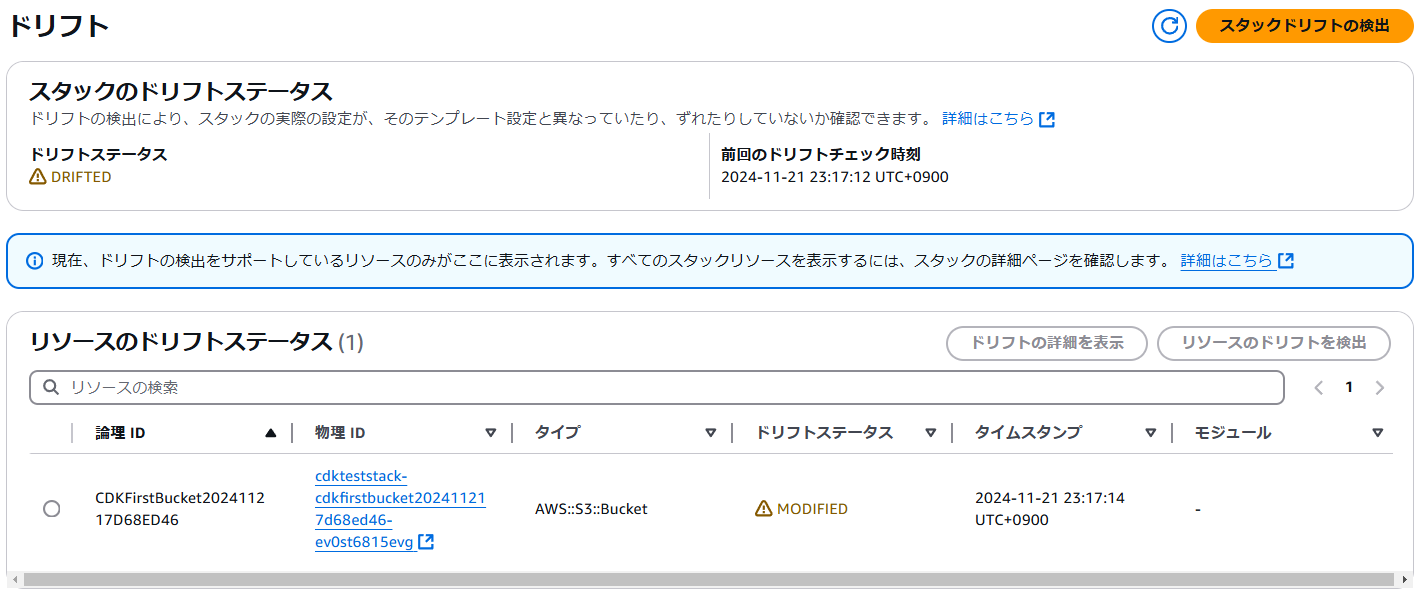 ドリフト
スタックドリフトの検出
スタックのドリフトステータス
ドリフトの検出により、スタックの実際の設定が、そのテンプレート設定と異なっていたり、ずれたりしていないか確認できます。 詳細はこちら
ドリフトステータス
DRIFTED
前回のドリフトチェック時刻
2024-11-21 23:17:12 UTC+0900
現在、ドリフトの検出をサポートしているリソースのみがここに表示されます。すべてのスタックリソースを表示するには、スタックの詳細ページを確認します。 詳細はこちら
リソースのドリフトステータス (1)
ドリフトの詳細を表示
リソースのドリフトを検出
リソースの検索
1
論理 ID
物理 ID
タイプ
ドリフトステータス
タイムスタンプ
モジュール
CDKFirstBucket2024112
17D68ED46
cdkteststack-
cdkfirstbucket20241121
7d68ed46-
ev0st6815evg
AWS::S3::Bucket
MODIFIED
2024-11-21 23:17:14
UTC+0900
-